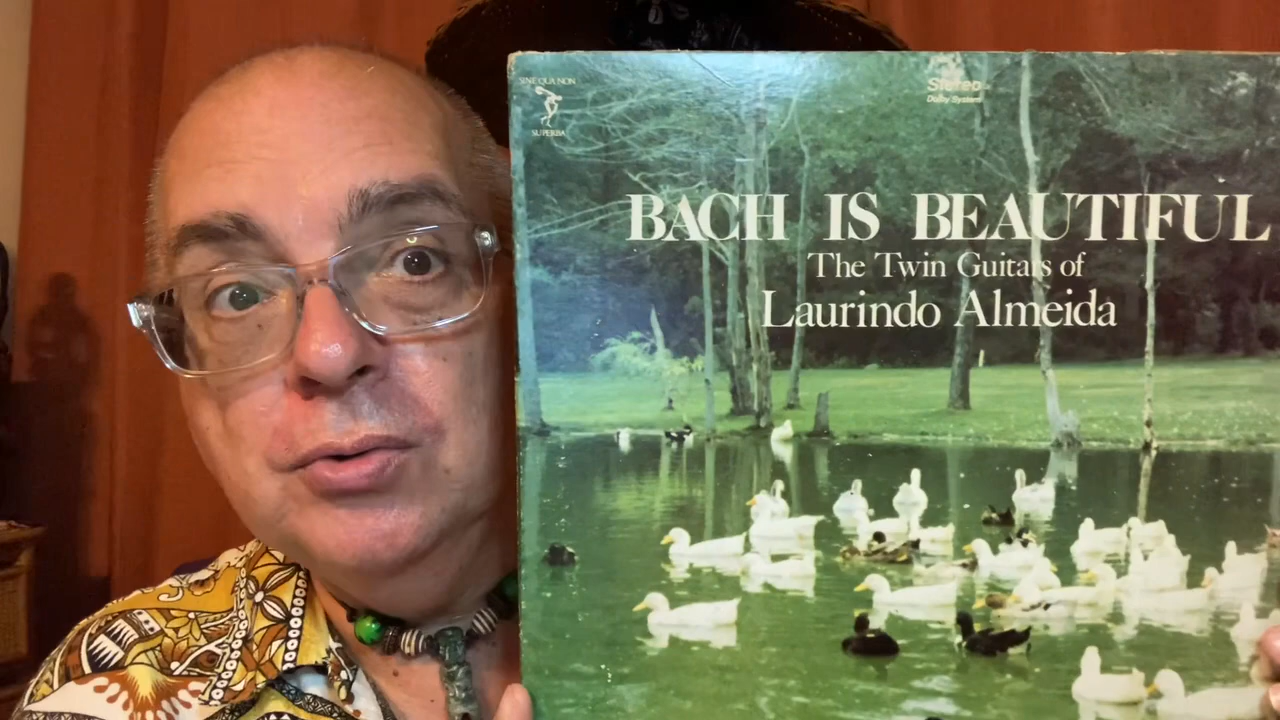 SINE QUA NON
SUPERBA
Stereo
Dolby System
BACH IS BEAUTIFUL
The Twin Guitars of
Laurindo Almeida